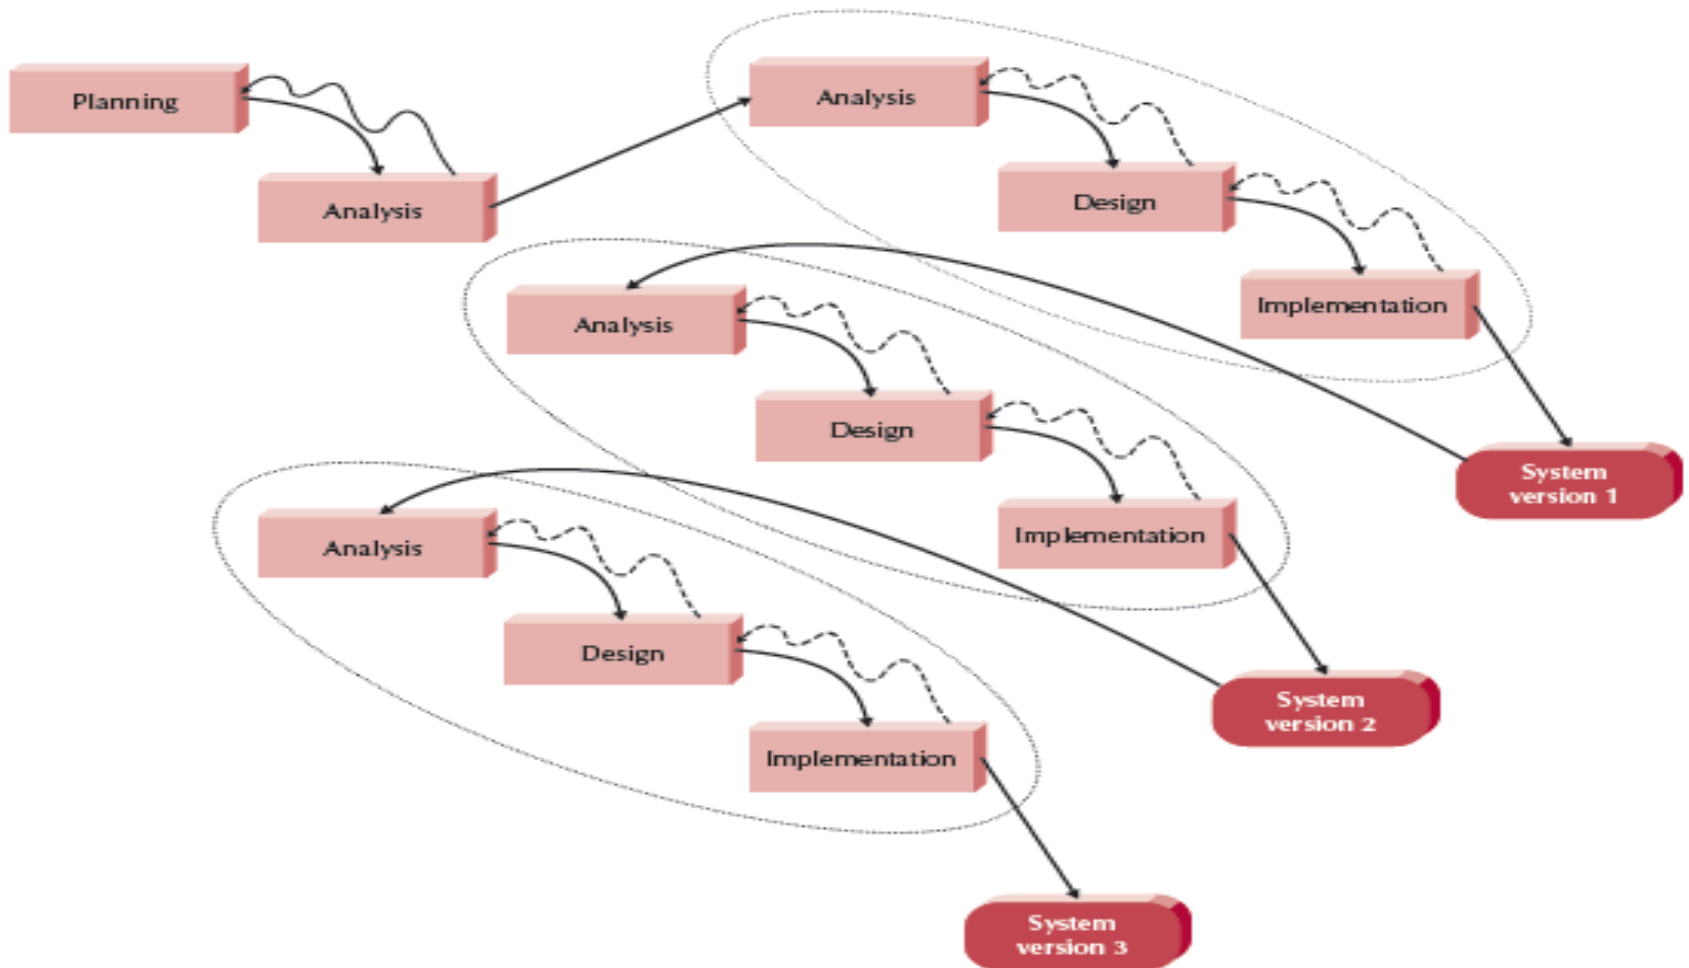 Planning
Analysis
Analysis
Design
Implementation
System
version 1
Analysis
Design
Implementation
System
version 2
Analysis
Design
Implementation
System
version 3